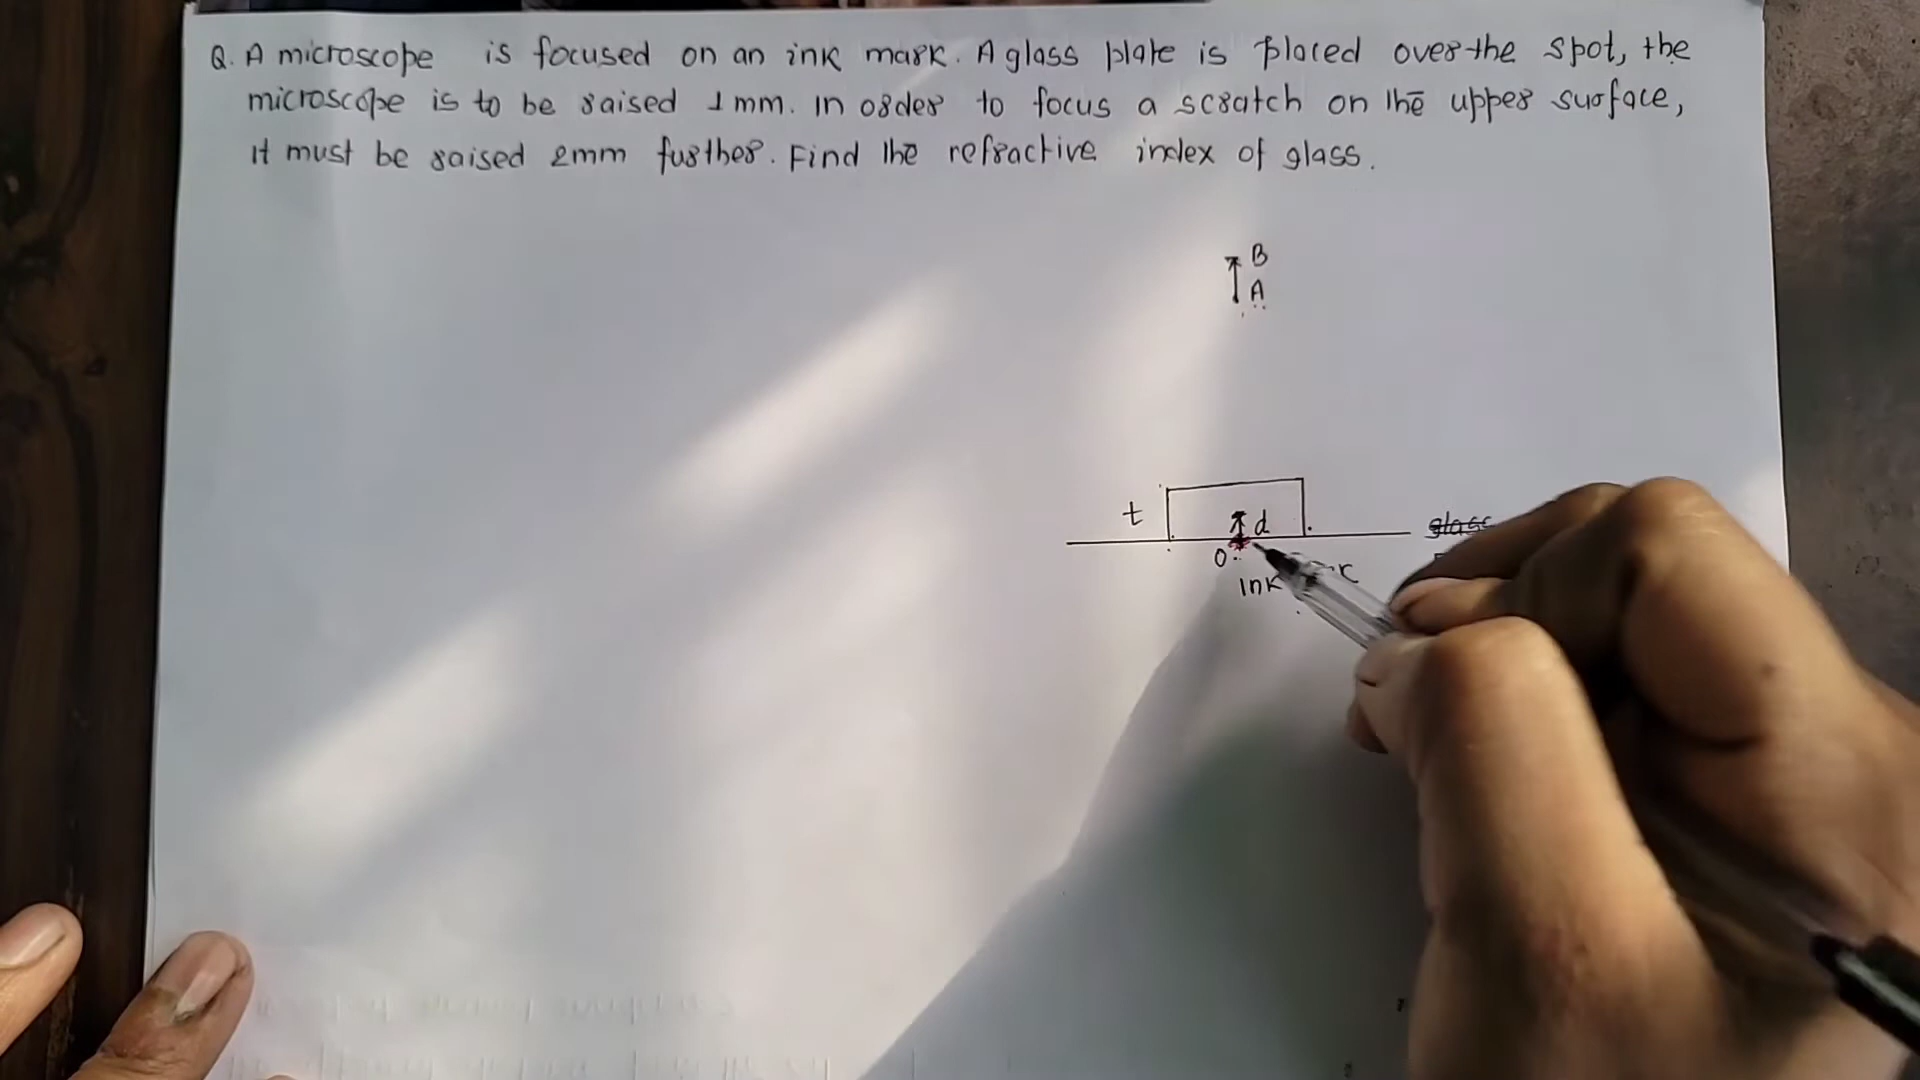 Q. A microscope is focused on an ink mark. A glass plate is placed over the spot, the
microscope is to be raised 1 mm. In order to focus a scratch on the upper surface,
it must be raised 2mm further. Find the refractive index of glass.
B
A
t
d
glass
O
Ink